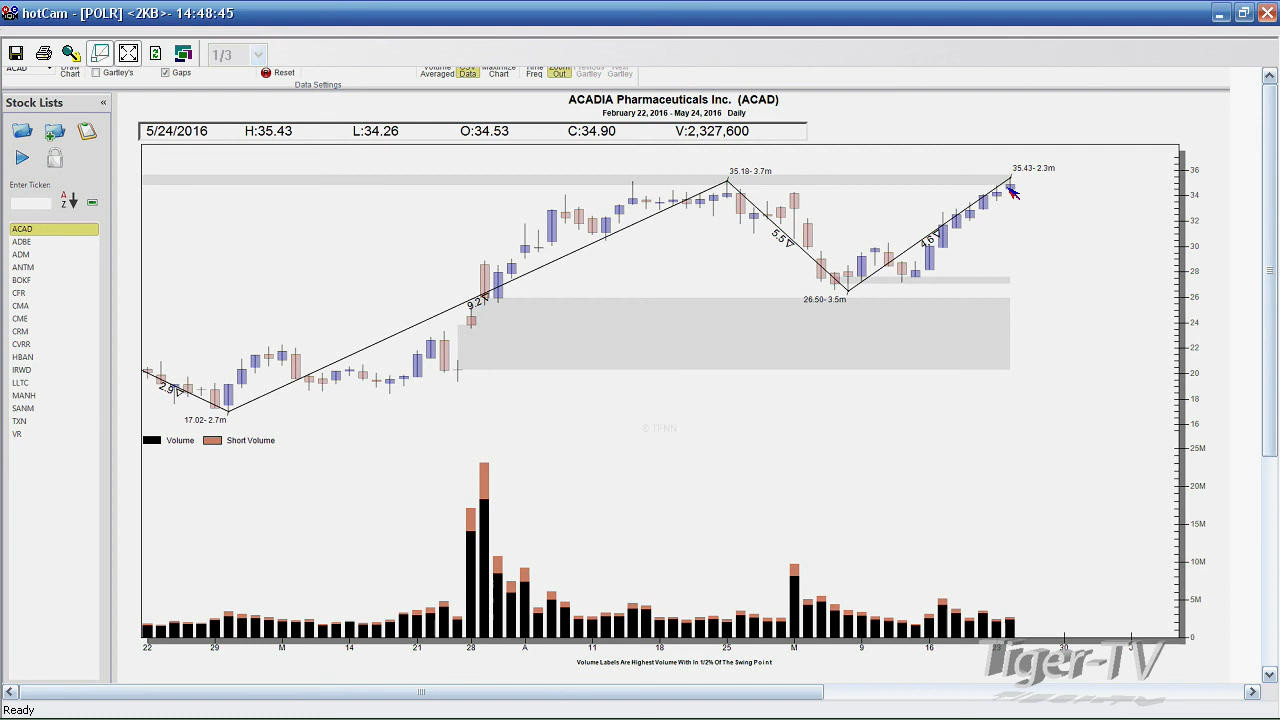 hotCam - [POLR] <2KB>- 14:48:45
1/3
ACAD
Draw Chart
Gartley's
Gaps
Reset
Volume Averaged
Data
Maximize Chart
Time Freq
Zoom Out
Previous Gartley
Next Gartley
Data Settings
Stock Lists «
Enter Ticker:
A
Z
ACAD
ADBE
ADM
ANTM
BOKF
CFR
CMA
CME
CRM
CVRR
HBAN
IRWD
LLTC
MANH
SANM
TXN
VR
ACADIA Pharmaceuticals Inc. (ACAD)
February 22, 2016 - May 24, 2016 Daily
5/24/2016 H:35.43 L:34.26 O:34.53 C:34.90 V:2,327,600
35.18- 3.7m
35.43- 2.3m
5.5
4.6
9.2
26.50- 3.5m
2.9
17.02- 2.7m
36
34
32
30
28
26
24
22
20
18
16
© TFNN
Volume Short Volume
25M
20M
15M
10M
5M
0
22 29 M 14 21 28 A 11 18 25 M 9 16 23 30
Volume Labels Are Highest Volume With In 1/2% Of The Swing Point
Tiger-TV
Ready